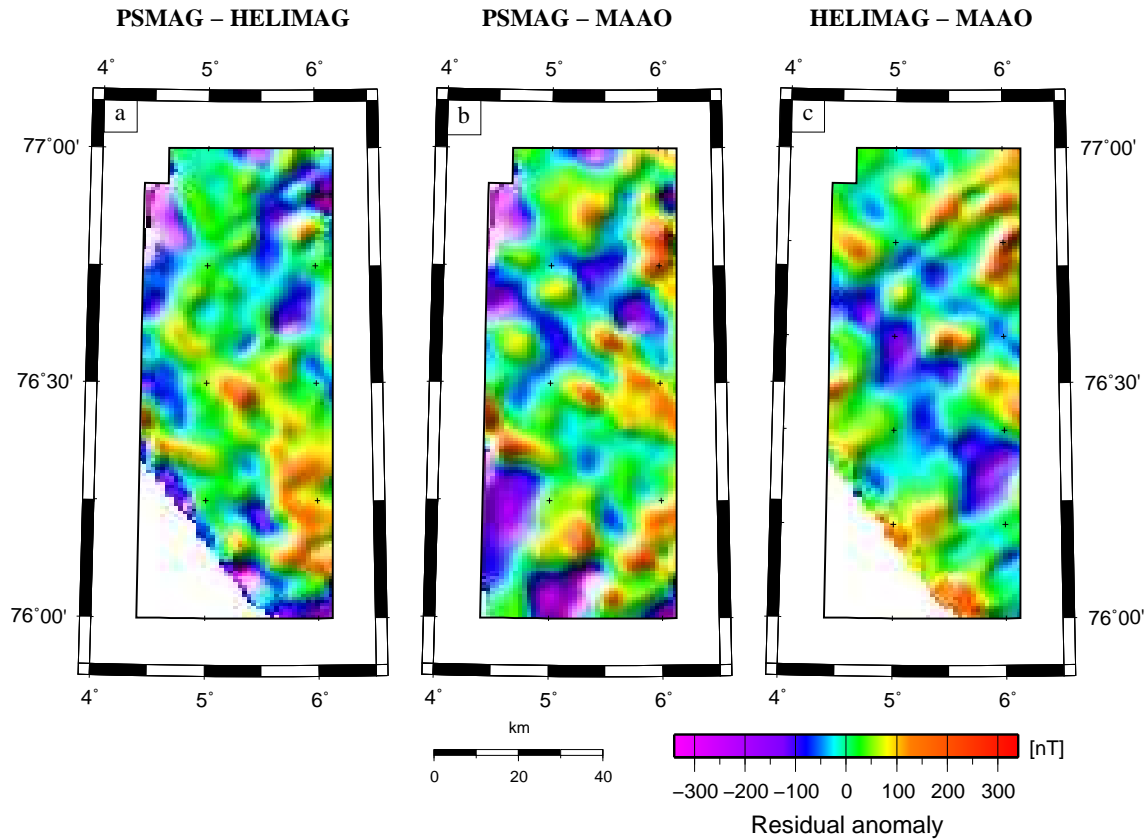 PSMAG – HELIMAG PSMAG – MAAO HELIMAG – MAAO
4˚ 5˚ 6˚ 4˚ 5˚ 6˚ 4˚ 5˚ 6˚
a b c
77˚00' 77˚00'
76˚30' 76˚30'
76˚00' 76˚00'
4˚ 5˚ 6˚ 4˚ 5˚ 6˚ 4˚ 5˚ 6˚
km
0 20 40
[nT]
−300 −200 −100 0 100 200 300
Residual anomaly